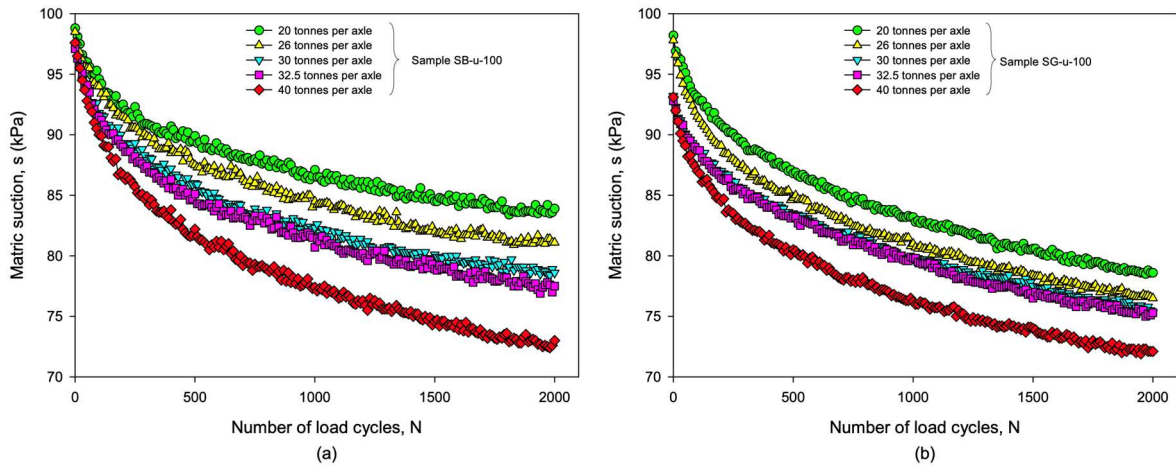 100
95
90
85
80
75
70
Matric suction, s (kPa)
0 500 1000 1500 2000
Number of load cycles, N
(a)
20 tonnes per axle
26 tonnes per axle
30 tonnes per axle
32.5 tonnes per axle
40 tonnes per axle
Sample SB-u-100
100
95
90
85
80
75
70
Matric suction, s (kPa)
0 500 1000 1500 2000
Number of load cycles, N
(b)
20 tonnes per axle
26 tonnes per axle
30 tonnes per axle
32.5 tonnes per axle
40 tonnes per axle
Sample SG-u-100